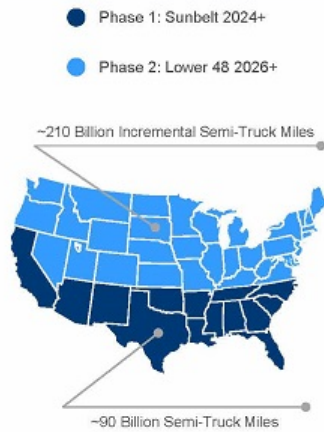 Phase 1: Sunbelt 2024+
Phase 2: Lower 48 2026+
~210 Billion Incremental Semi-Truck Miles
~90 Billion Semi-Truck Miles